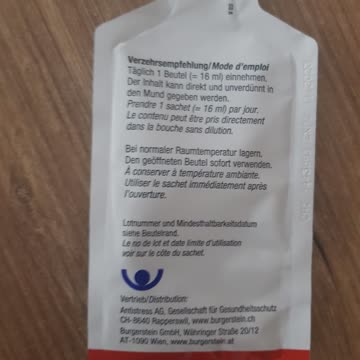 Verzehrsempfehlung/Mode d'emploi
Täglich 1 Beutel (= 16 ml) einnehmen.
Der Inhalt kann direkt und unverdünnt in
den Mund gegeben werden.
Prendre 1 sachet (= 16 ml) par jour.
Le contenu peut être pris directement
dans la bouche sans dilution.
Bei normaler Raumtemperatur lagern.
Den geöffneten Beutel sofort verwenden.
À conserver à température ambiante.
Utiliser le sachet immédiatement après
l'ouverture.
Lotnummer und Mindesthaltbarkeitsdatum
siehe Beutelrand.
Le no de lot et date limite d'utilisation
voir sur le côté du sachet.
Vertrieb/Distribution:
Antistress AG, Gesellschaft für Gesundheitsschutz
CH-8640 Rapperswil, www.burgerstein.ch
Burgerstein GmbH, Währinger Straße 20/12
AT-1090 Wien, www.burgerstein.at